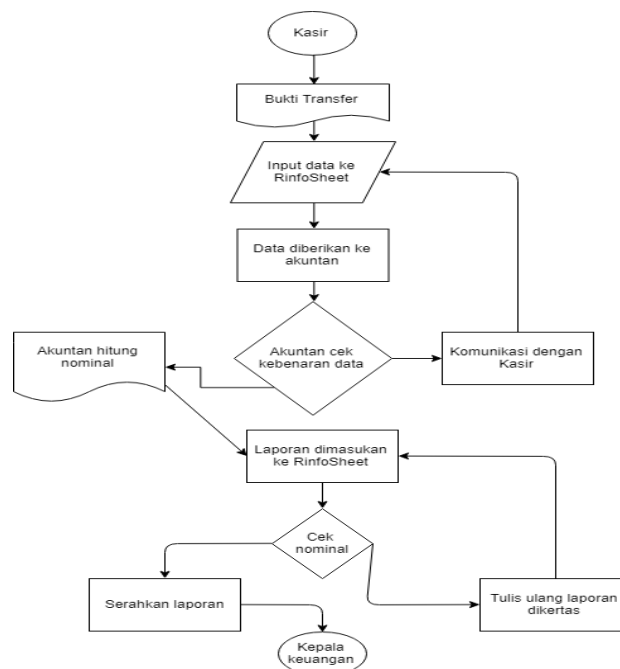 Kasir
Bukti Transfer
Input data ke
RinfoSheet
Data diberikan ke
akuntan
Akuntan hitung
nominal
Akuntan cek
kebenaran data
Komunikasi dengan
Kasir
Laporan dimasukan
ke RinfoSheet
Cek
nominal
Serahkan laporan
Tulis ulang laporan
dikertas
Kepala
keuangan